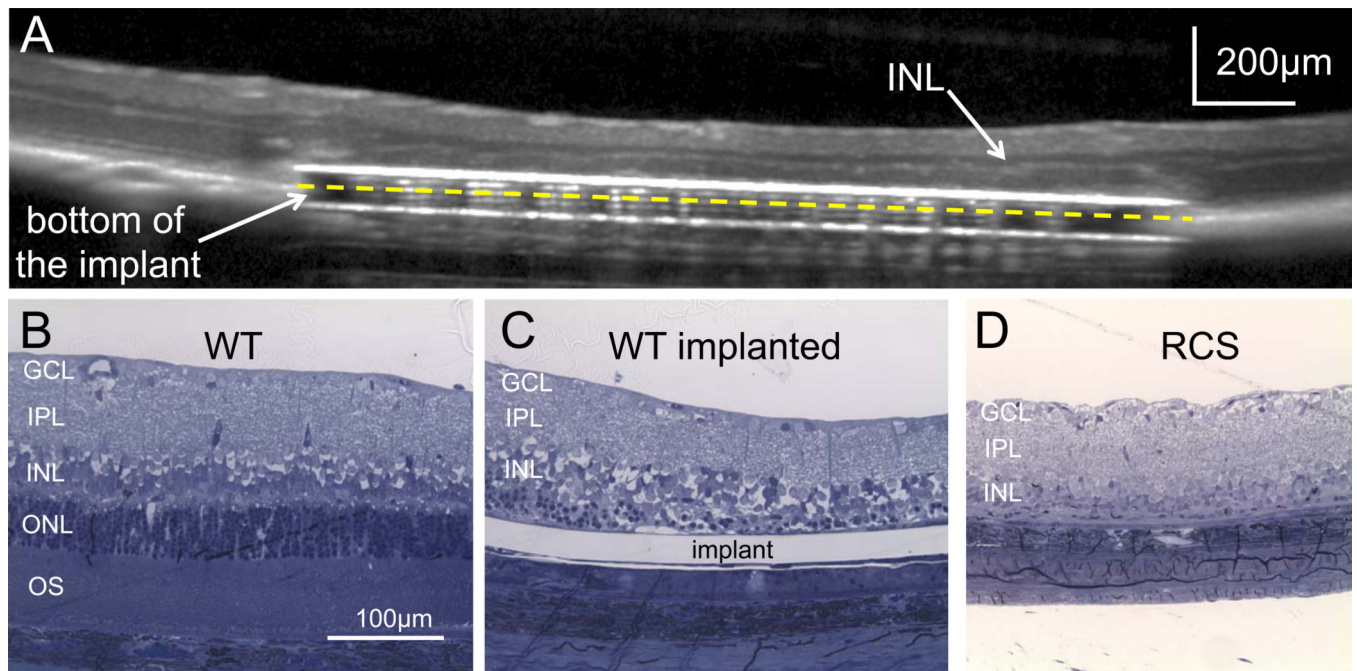 A
INL
200µm
bottom of
the implant
B
WT
GCL
IPL
INL
ONL
OS
100µm
C
WT implanted
GCL
IPL
INL
implant
D
RCS
GCL
IPL
INL